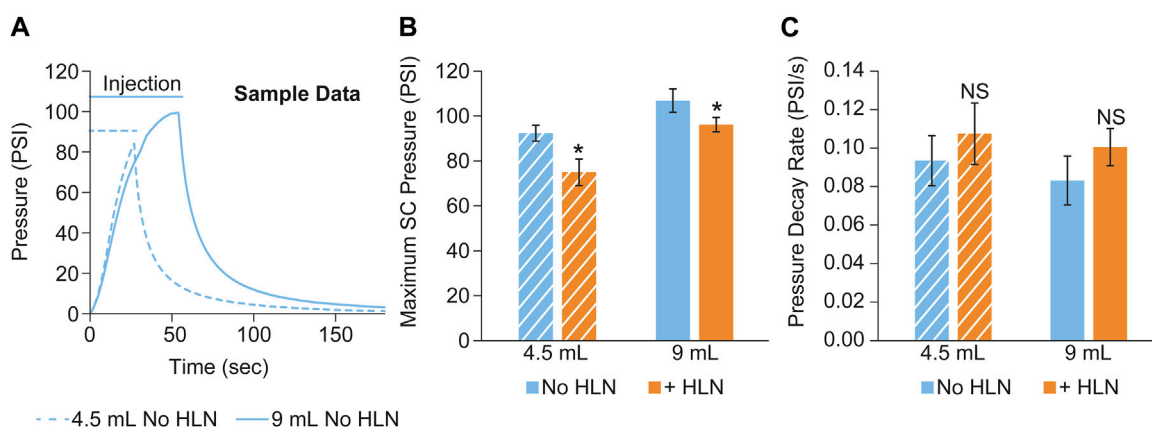 A
Pressure (PSI)
120
100
80
60
40
20
0
Injection
Sample Data
0
50
100
150
Time (sec)
4.5 mL No HLN
9 mL No HLN
B
Maximum SC Pressure (PSI)
120
100
80
60
40
20
0
*
*
4.5 mL
9 mL
No HLN
+ HLN
C
Pressure Decay Rate (PSI/s)
0.14
0.12
0.10
0.08
0.06
0.04
0.02
0.00
NS
NS
4.5 mL
9 mL
No HLN
+ HLN